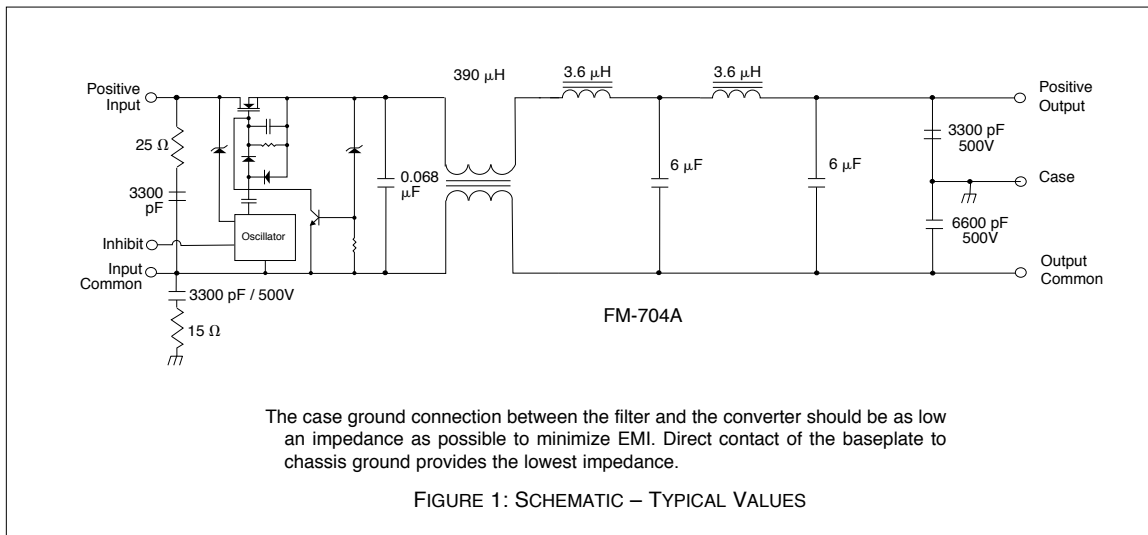 390 μH
3.6 μH
3.6 μH
Positive
Input
Positive
Output
25 Ω
3300 pF
500V
6 μF
6 μF
0.068
μF
3300
pF
Case
6600 pF
500V
Oscillator
Inhibit
Input
Common
Output
Common
3300 pF / 500V
FM-704A
15 Ω
The case ground connection between the filter and the converter should be as low
an impedance as possible to minimize EMI. Direct contact of the baseplate to
chassis ground provides the lowest impedance.
FIGURE 1: SCHEMATIC – TYPICAL VALUES